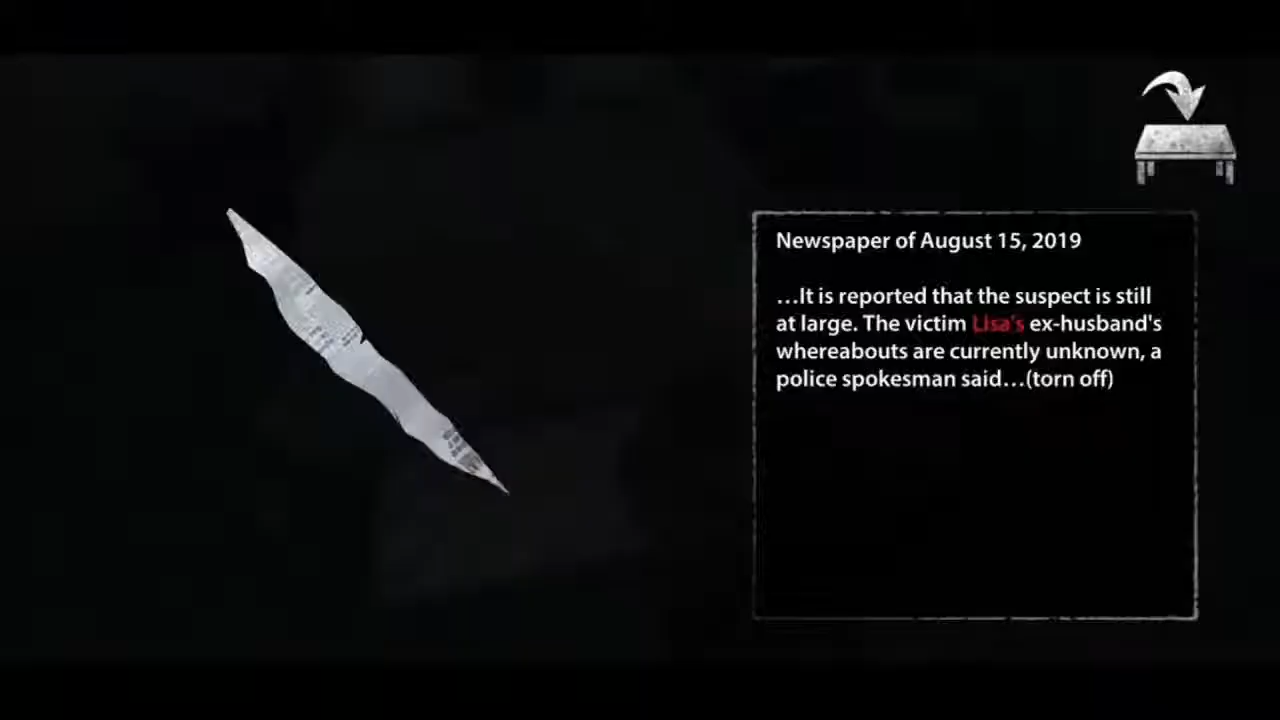 Newspaper of August 15, 2019
…It is reported that the suspect is still
at large. The victim Lisa's ex-husband's
whereabouts are currently unknown, a
police spokesman said…(torn off)